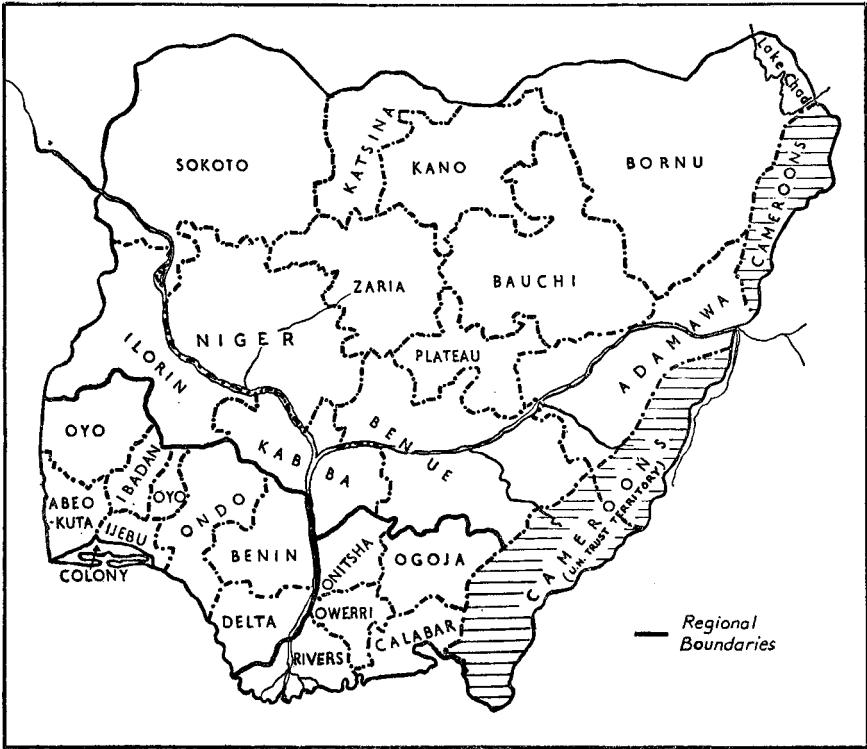 Lake Chad
KATSINA
SOKOTO
KANO
BORNU
CAMEROONS
ZARIA
BAUCHI
NIGER
ADAMAWA
ILORIN
PLATEAU
BENUE
KABBA
OYO
IBADAN
OYO
ONDO
ABEO
-KUTA
IJEBU
COLONY
BENIN
DELTA
ONITSHA
OGOJA
OWERRI
RIVERS
CALABAR
CAMEROONS
(U.N. TRUST TERRITORY)
Regional
Boundaries